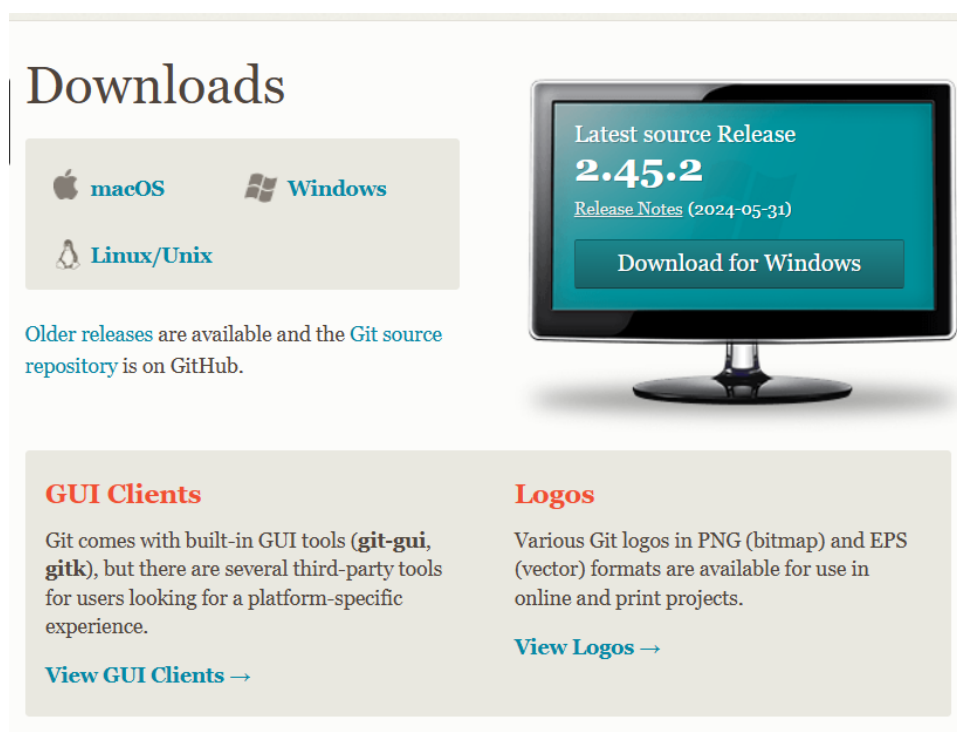 Downloads
macOS
Windows
Linux/Unix
Older releases are available and the Git source
repository is on GitHub.
Latest source Release
2.45.2
Release Notes (2024-05-31)
Download for Windows
GUI Clients
Git comes with built-in GUI tools (git-gui,
gitk), but there are several third-party tools
for users looking for a platform-specific
experience.
View GUI Clients →
Logos
Various Git logos in PNG (bitmap) and EPS
(vector) formats are available for use in
online and print projects.
View Logos →